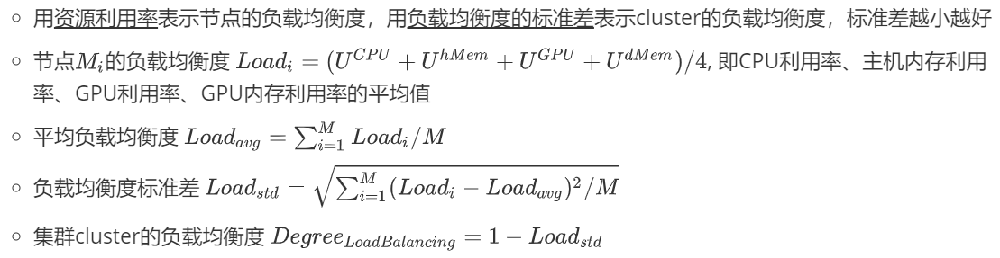 用资源利用率表示节点的负载均衡度，用负载均衡度的标准差表示cluster的负载均衡度，标准差越小越好
节点$M_i$的负载均衡度 $Load_i = (U^{CPU} + U^{hMem} + U^{GPU} + U^{dMem})/4$, 即CPU利用率、主机内存利用
率、GPU利用率、GPU内存利用率的平均值
平均负载均衡度 $Load_{avg} = \sum_{i=1}^{M} Load_i/M$
负载均衡度标准差 $Load_{std} = \sqrt{\sum_{i=1}^{M}(Load_i - Load_{avg})^2/M}$
集群cluster的负载均衡度 $Degree_{LoadBalancing} = 1 - Load_{std}$